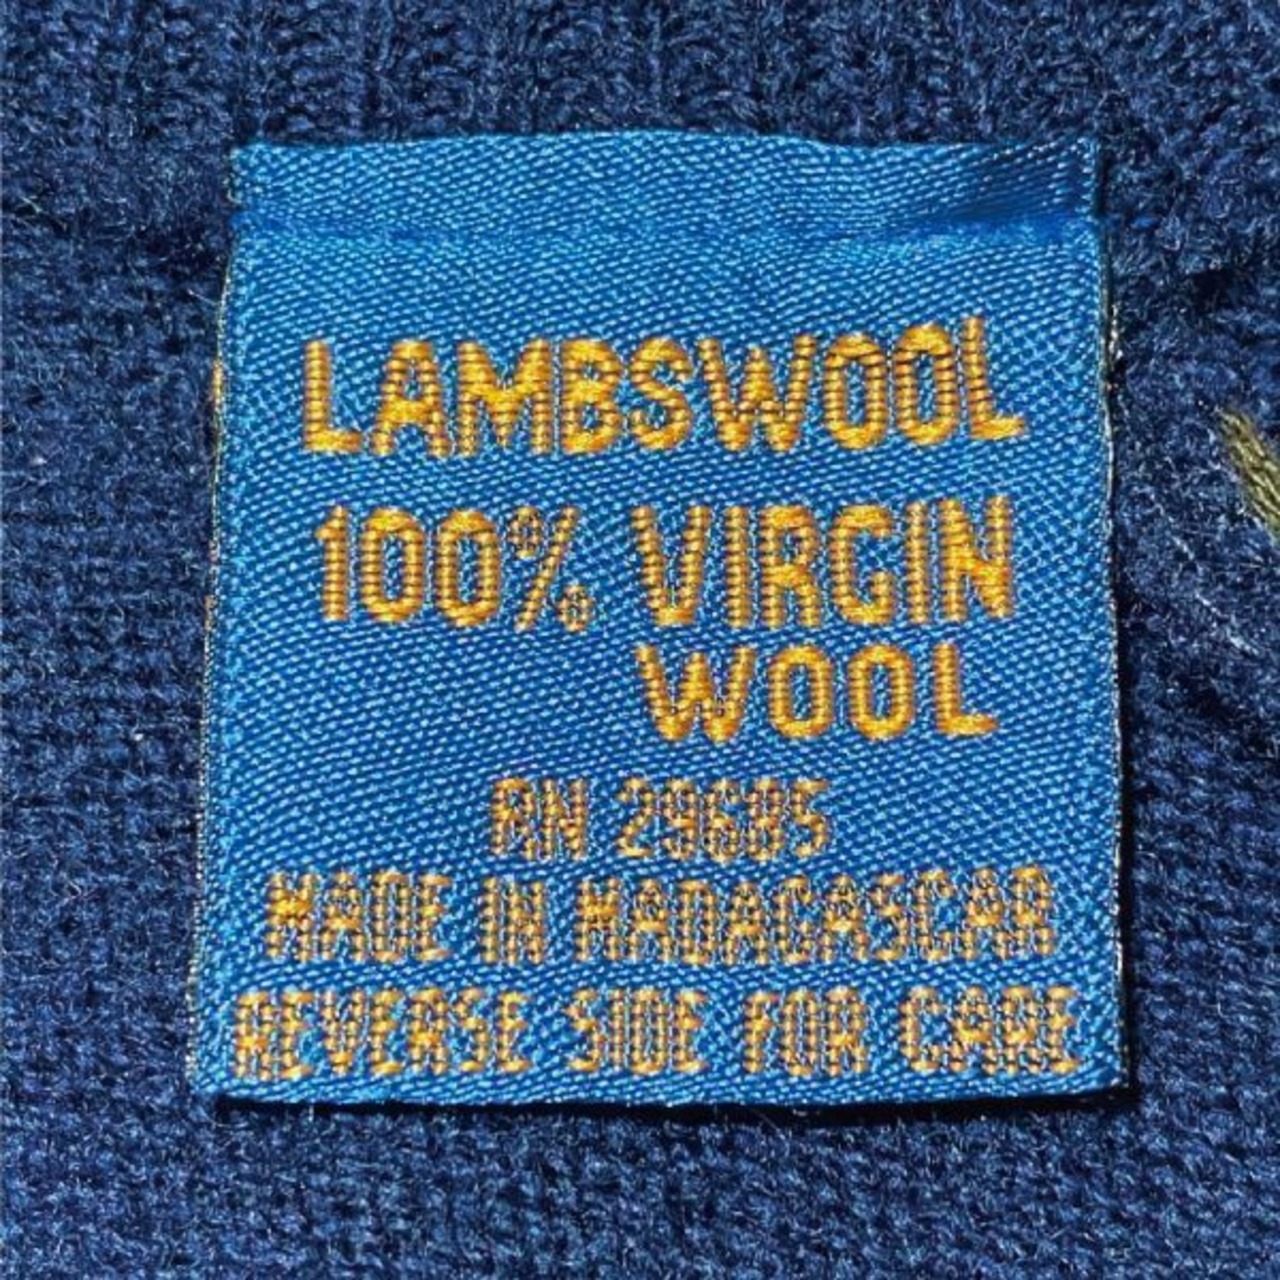 LAMBSWOOL
100% VIRGIN
WOOL
RN 29685
MADE IN MADAGASCAR
REVERSE SIDE FOR CARE